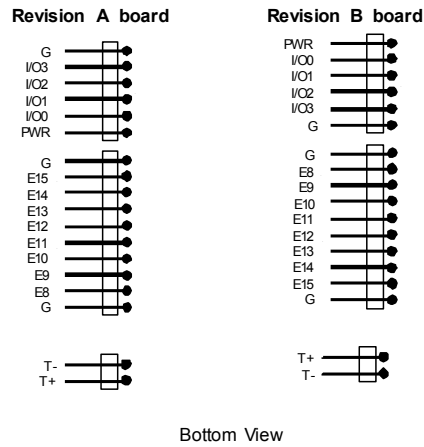 Revision A board
G
I/O3
I/O2
I/O1
I/O0
PWR
G
E15
E14
E13
E12
E11
E10
E9
E8
G
T-
T+
Revision B board
PWR
I/O0
I/O1
I/O2
I/O3
G
G
E8
E9
E10
E11
E12
E13
E14
E15
G
T+
T-
Bottom View